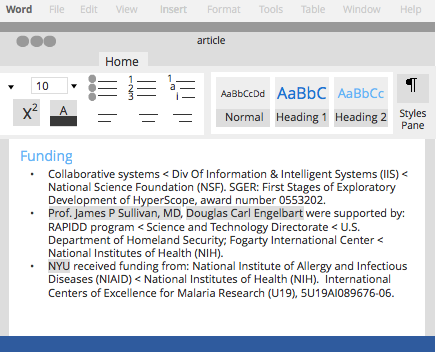 Word File Edit View Insert Format Tools Table Window Help
article
Home
10
1
2
3
1
a
i
AaBbCcDd AaBbC AaBbCc ¶
X² A Normal Heading 1 Heading 2 Styles
Pane
Funding
• Collaborative systems < Div Of Information & Intelligent Systems (IIS) <
National Science Foundation (NSF). SGER: First Stages of Exploratory
Development of HyperScope, award number 0553202.
• Prof. James P Sullivan, MD, Douglas Carl Engelbart were supported by:
RAPIDD program < Science and Technology Directorate < U.S.
Department of Homeland Security; Fogarty International Center <
National Institutes of Health (NIH).
• NYU received funding from: National Institute of Allergy and Infectious
Diseases (NIAID) < National Institutes of Health (NIH). International
Centers of Excellence for Malaria Research (U19), 5U19AI089676-06.